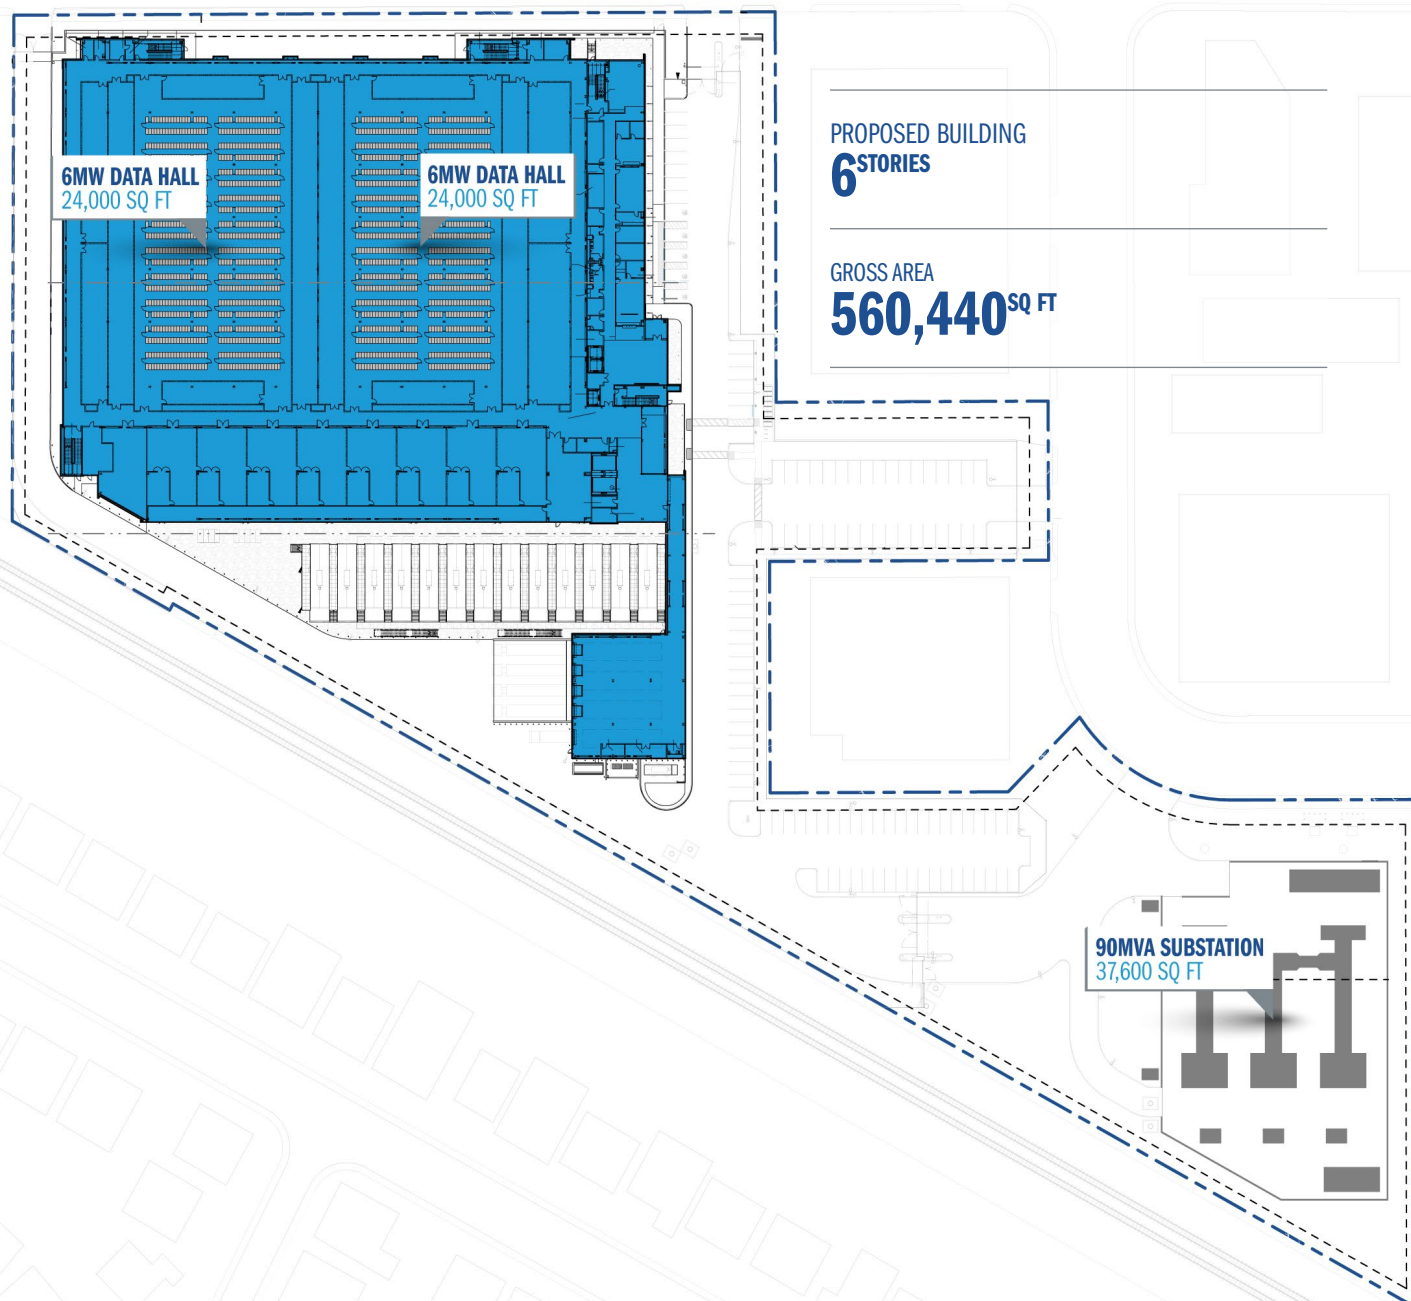 PROPOSED BUILDING
6 STORIES
GROSS AREA
560,440 SQ FT
6MW DATA HALL
24,000 SQ FT
6MW DATA HALL
24,000 SQ FT
90MVA SUBSTATION
37,600 SQ FT